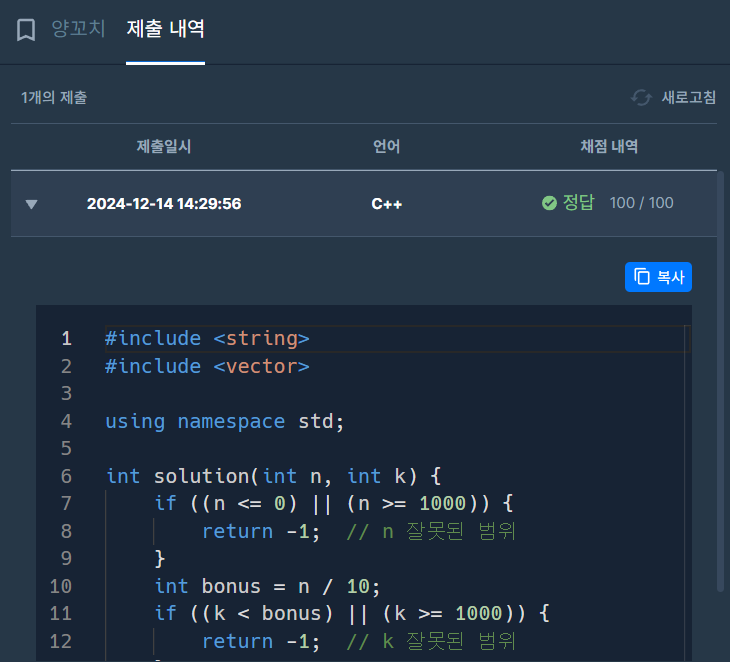 양꼬치 제출 내역
1개의 제출 새로고침
제출일시 언어 채점 내역
▼ 2024-12-14 14:29:56 C++ 정답 100 / 100
복사
1 #include <string>
2 #include <vector>
3
4 using namespace std;
5
6 int solution(int n, int k) {
7     if ((n <= 0) || (n >= 1000)) {
8         return -1;  // n 잘못된 범위
9     }
10     int bonus = n / 10;
11     if ((k < bonus) || (k >= 1000)) {
12         return -1;  // k 잘못된 범위